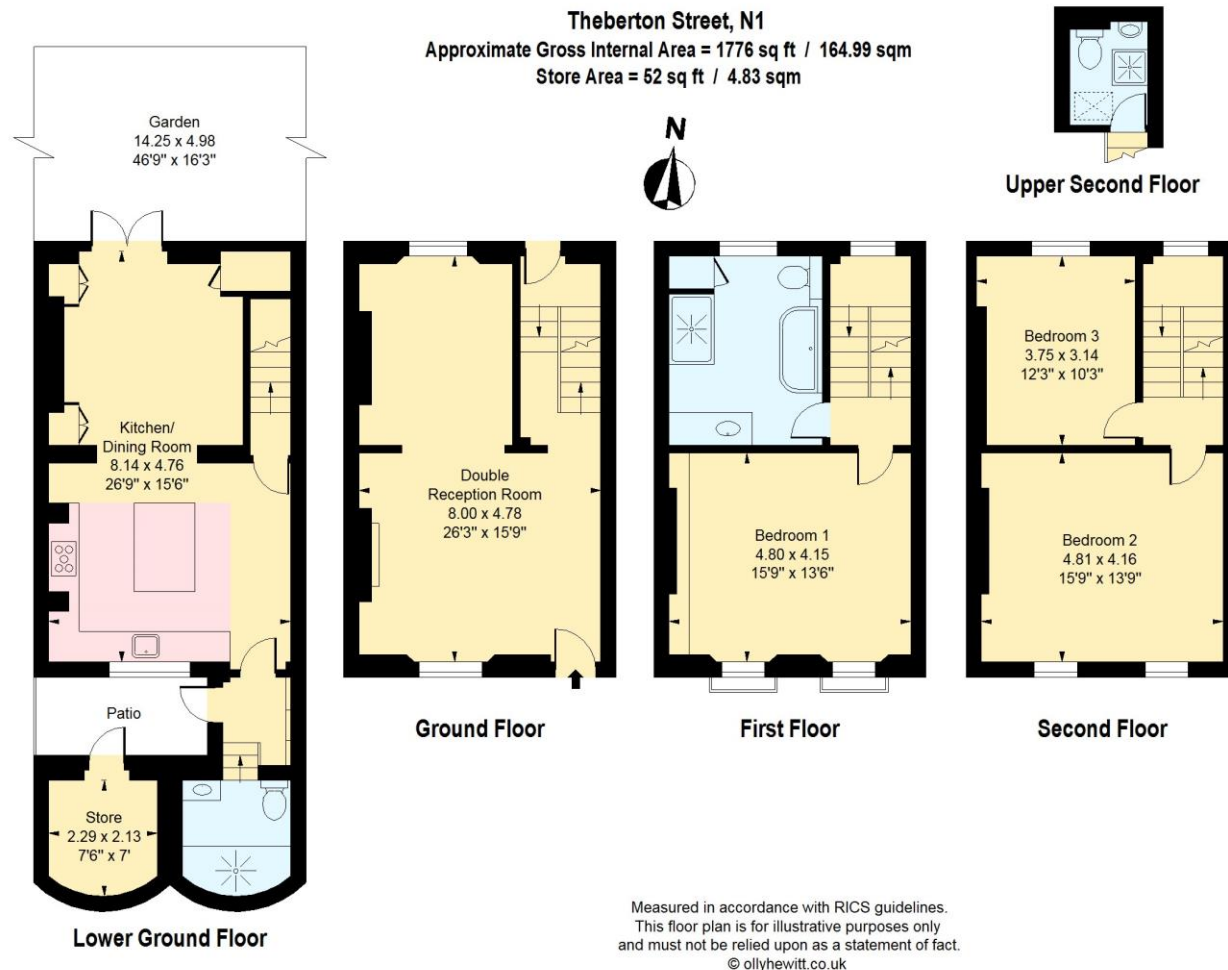 Theberton Street, N1
Approximate Gross Internal Area = 1776 sq ft / 164.99 sqm
Store Area = 52 sq ft / 4.83 sqm
N
Upper Second Floor
Garden
14.25 x 4.98
46'9" x 16'3"
Kitchen/
Dining Room
8.14 x 4.76
26'9" x 15'6"
Patio
Store
2.29 x 2.13
7'6" x 7'
Lower Ground Floor
Double
Reception Room
8.00 x 4.78
26'3" x 15'9"
Ground Floor
Bedroom 1
4.80 x 4.15
15'9" x 13'6"
First Floor
Bedroom 3
3.75 x 3.14
12'3" x 10'3"
Bedroom 2
4.81 x 4.16
15'9" x 13'9"
Second Floor
Measured in accordance with RICS guidelines.
This floor plan is for illustrative purposes only
and must not be relied upon as a statement of fact.
© ollyhewitt.co.uk